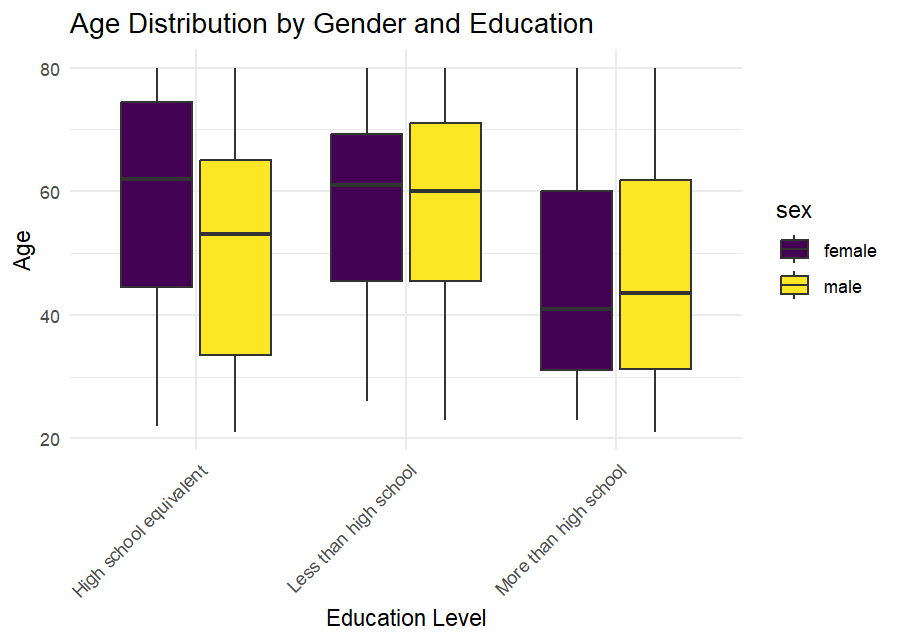 Age Distribution by Gender and Education
Age
80
60
40
20
High school equivalent
Less than high school
More than high school
Education Level
sex
female
male